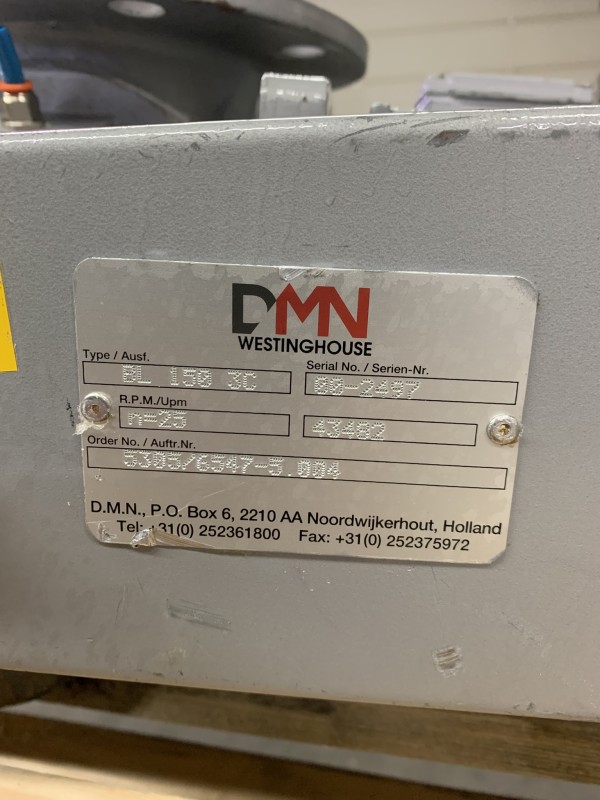 DMN
WESTINGHOUSE
Type / Ausf. Serial No. / Serien-Nr.
BL 150 3C 00-2497
R.P.M./Upm
n=25 43482
Order No. / Auftr.Nr.
5305/6547-5.004
D.M.N., P.O. Box 6, 2210 AA Noordwijkerhout, Holland
Tel: +31(0) 252361800 Fax: +31(0) 252375972